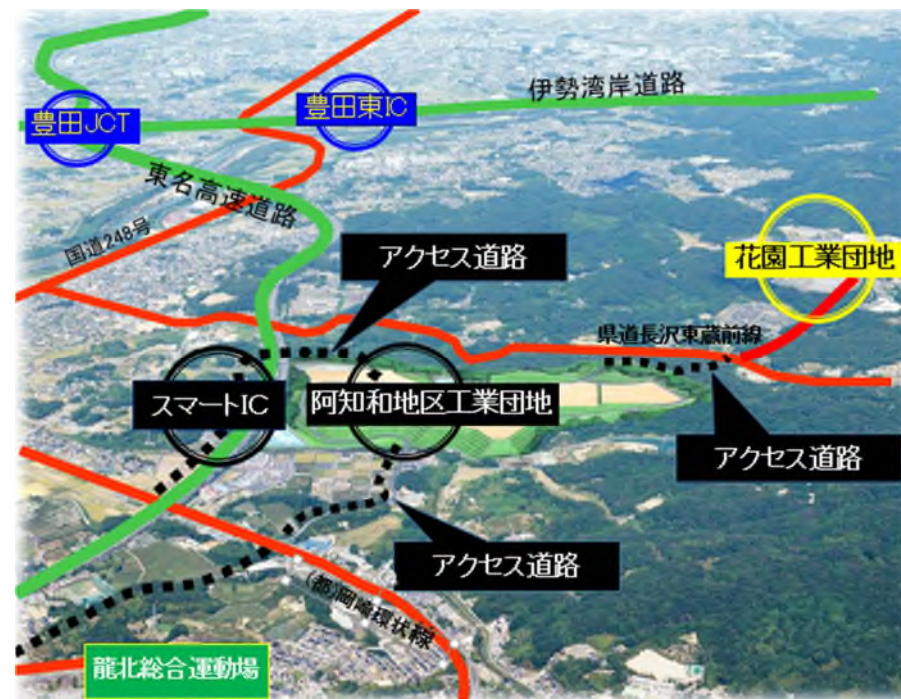 伊勢湾岸道路
豊田東IC
豊田JCT
東名高速道路
国道248号
アクセス道路
花園工業団地
県道長沢東蔵前線
スマートIC
阿知和地区工業団地
アクセス道路
アクセス道路
(都)岡崎環状線
龍北総合運動場